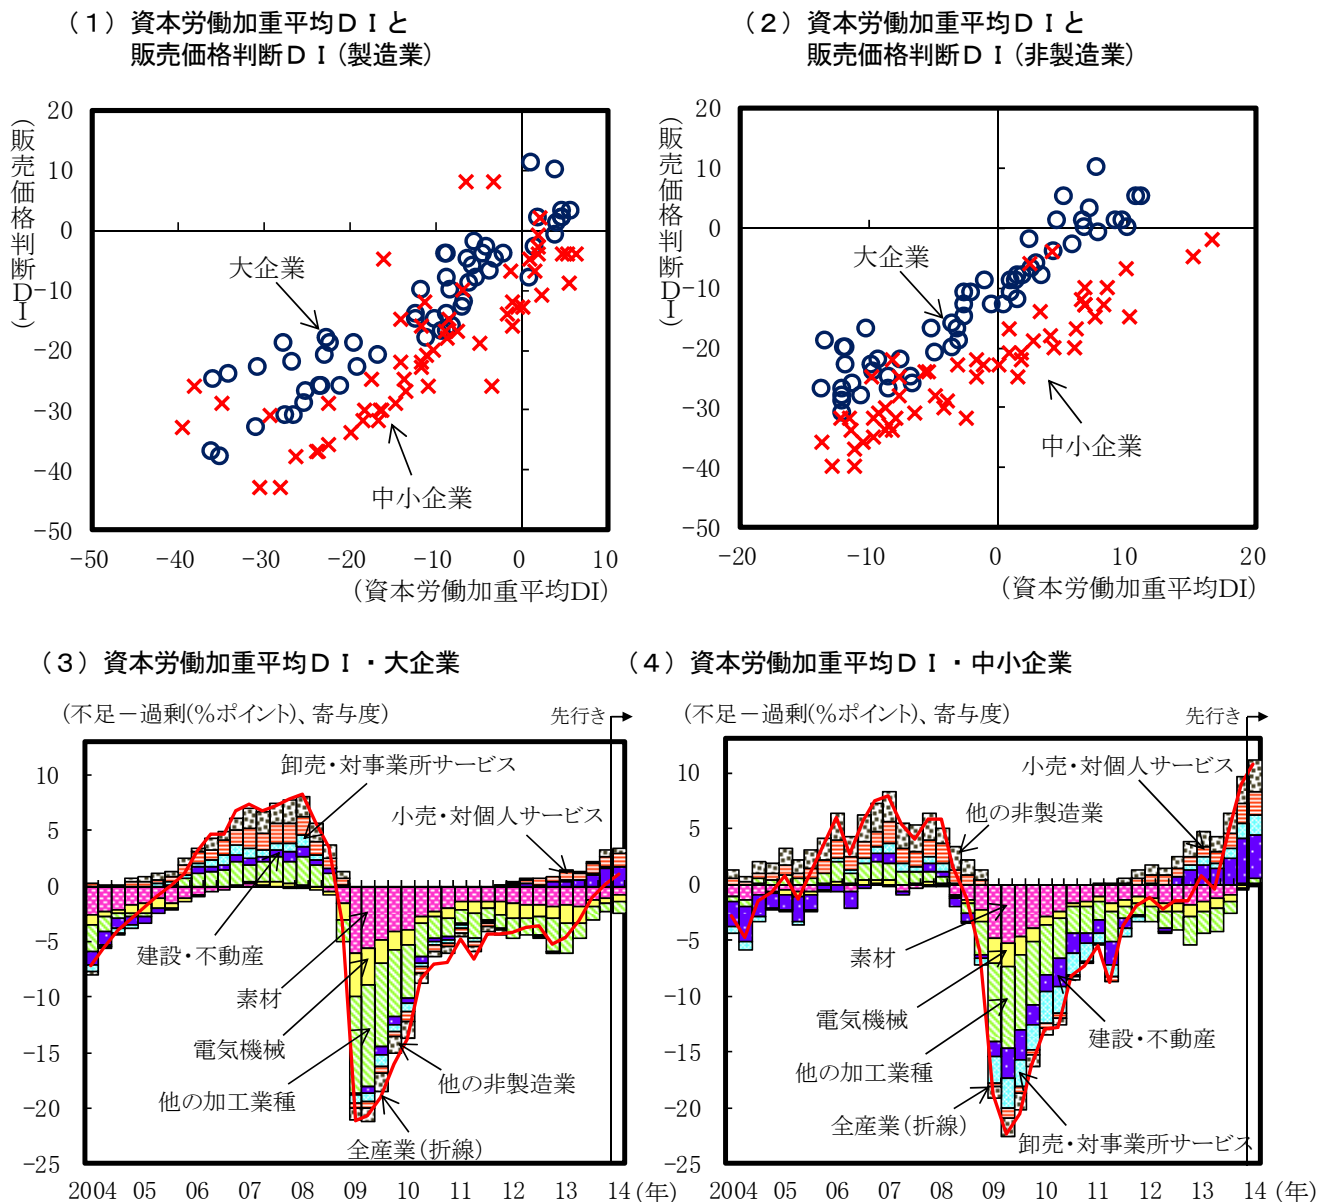 （１）資本労働加重平均ＤＩと
販売価格判断ＤＩ(製造業)
（２）資本労働加重平均ＤＩと
販売価格判断ＤＩ(非製造業)
(販売価格判断DI)
20
10
0
-10
-20
-30
-40
-50
大企業
中小企業
-50 -40 -30 -20 -10 0 10
(資本労働加重平均DI)
(販売価格判断DI)
20
10
0
-10
-20
-30
-40
-50
大企業
中小企業
-20 -10 0 10 20
(資本労働加重平均DI)
（３）資本労働加重平均ＤＩ・大企業
(不足－過剰(%ポイント)、寄与度)
先行き
10
5
0
-5
-10
-15
-20
-25
卸売・対事業所サービス
小売・対個人サービス
建設・不動産
素材
電気機械
他の加工業種
他の非製造業
全産業(折線)
2004 05 06 07 08 09 10 11 12 13 14 (年)
（４）資本労働加重平均ＤＩ・中小企業
(不足－過剰(%ポイント)、寄与度)
先行き
10
5
0
-5
-10
-15
-20
-25
小売・対個人サービス
他の非製造業
素材
電気機械
建設・不動産
他の加工業種
全産業(折線)
卸売・対事業所サービス
2004 05 06 07 08 09 10 11 12 13 14 (年)